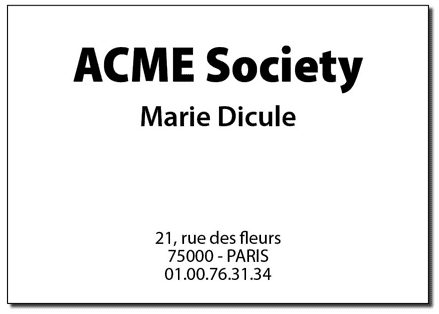 ACME Society
Marie Dicule
21, rue des fleurs
75000 - PARIS
01.00.76.31.34